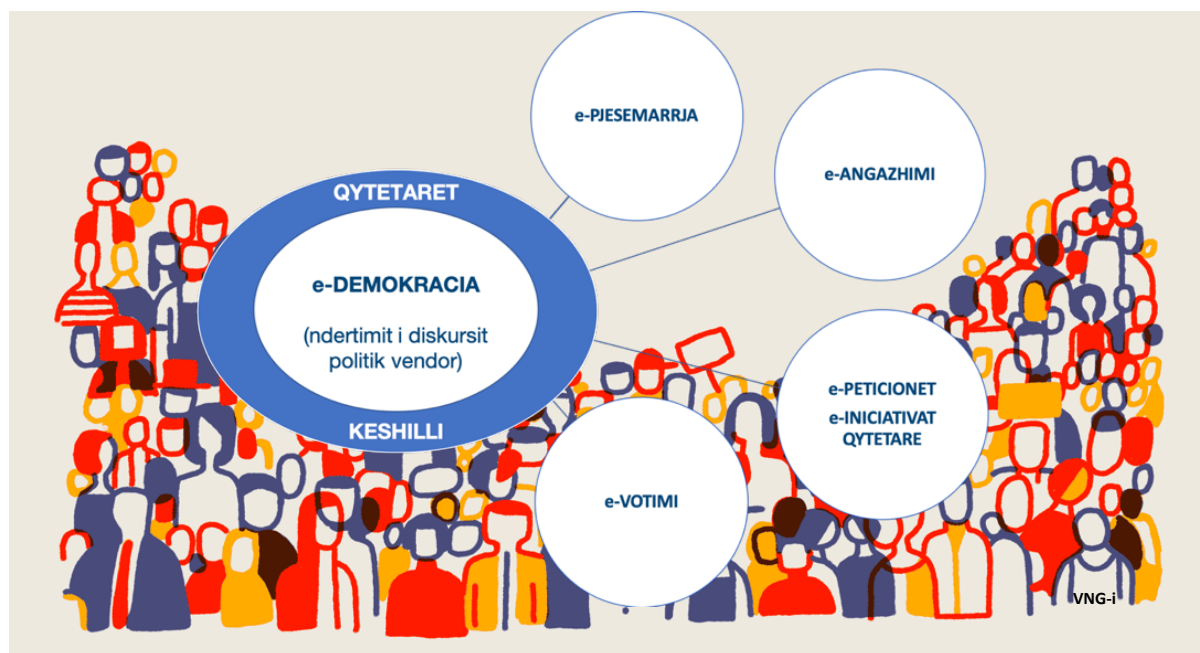 e-PJESEMARRJA
e-ANGAZHIMI
QYTETARET
e-DEMOKRACIA
(ndertimit i diskursit
politik vendor)
KESHILLI
e-PETICIONET
e-INICIATIVAT
QYTETARE
e-VOTIMI
VNG-i